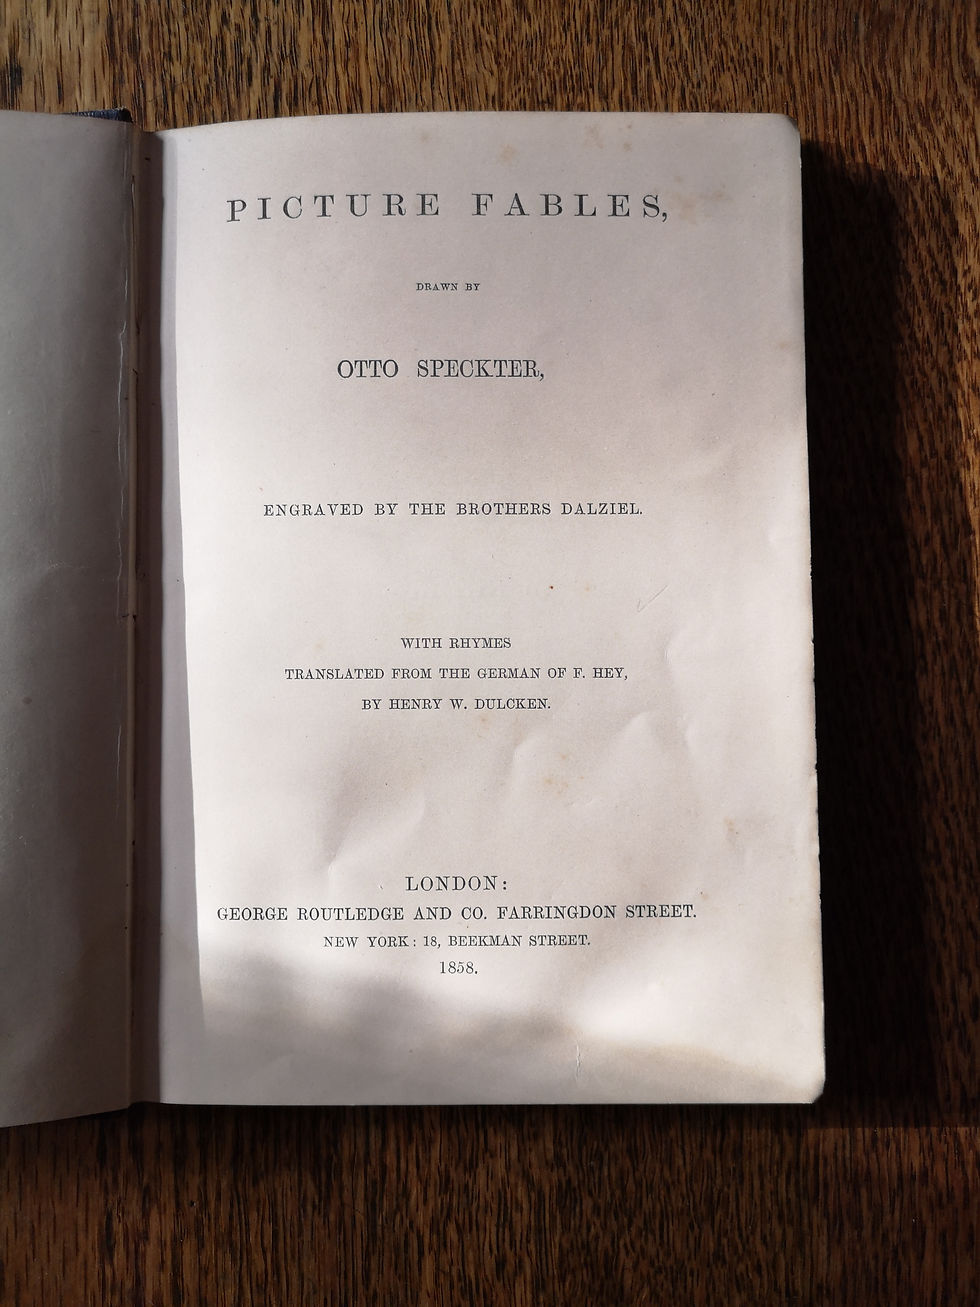 PICTURE FABLES,
DRAWN BY
OTTO SPECKTER,
ENGRAVED BY THE BROTHERS DALZIEL.
WITH RHYMES
TRANSLATED FROM THE GERMAN OF F. HEY,
BY HENRY W. DULCKEN.
LONDON:
GEORGE ROUTLEDGE AND CO. FARRINGDON STREET.
NEW YORK: 18, BEEKMAN STREET.
1858.